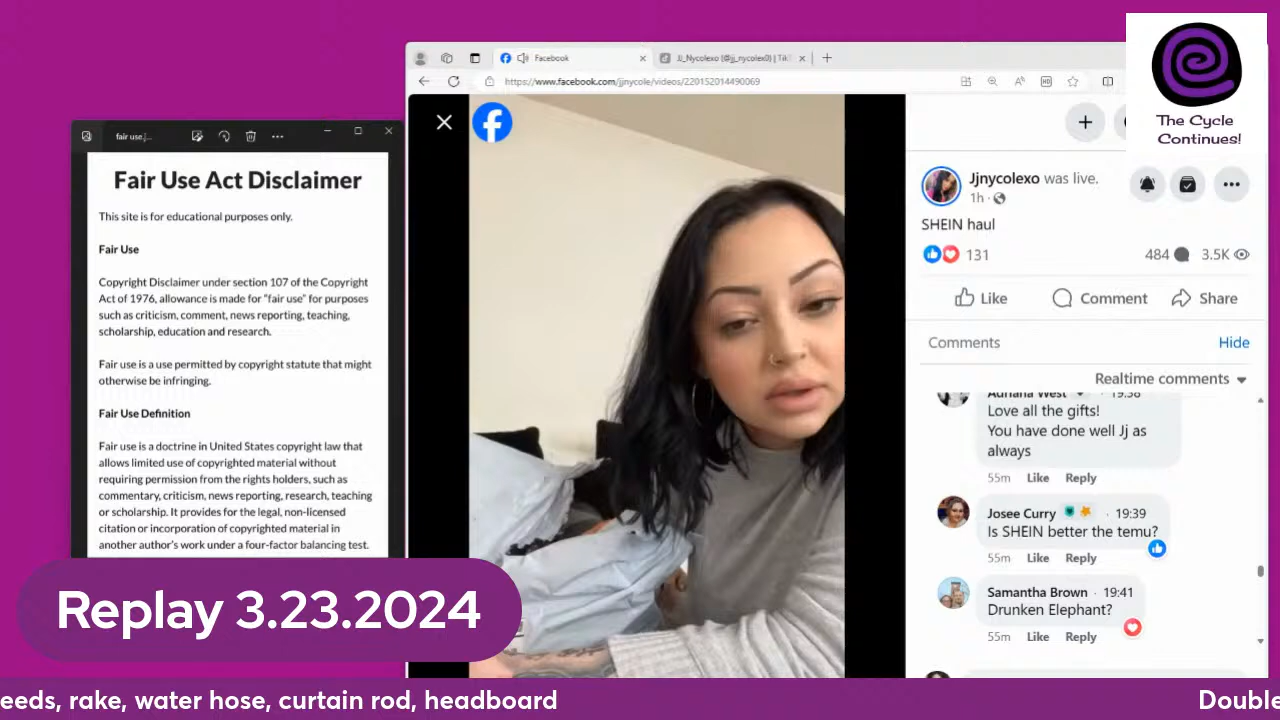 The Cycle
Continues!
Facebook
JJ_Nycolexo (@jj_nycolex0) | Tik
https://www.facebook.com/jjnycole/videos/220152014490069
fair use
Fair Use Act Disclaimer
This site is for educational purposes only.
Fair Use
Copyright Disclaimer under section 107 of the Copyright
Act of 1976, allowance is made for “fair use” for purposes
such as criticism, comment, news reporting, teaching,
scholarship, education and research.
Fair use is a use permitted by copyright statute that might
otherwise be infringing.
Fair Use Definition
Fair use is a doctrine in United States copyright law that
allows limited use of copyrighted material without
requiring permission from the rights holders, such as
commentary, criticism, news reporting, research, teaching
or scholarship. It provides for the legal, non-licensed
citation or incorporation of copyrighted material in
another author’s work under a four-factor balancing test.
Jjnycolexo was live.
1h
SHEIN haul
131
484
3.5K
Like
Comment
Share
Comments
Hide
Realtime comments
Adriana West 19:38
Love all the gifts!
You have done well Jj as
always
55m Like Reply
Josee Curry · 19:39
Is SHEIN better the temu?
55m Like Reply
Samantha Brown · 19:41
Drunken Elephant?
55m Like Reply
Replay 3.23.2024
eeds, rake, water hose, curtain rod, headboard
Double